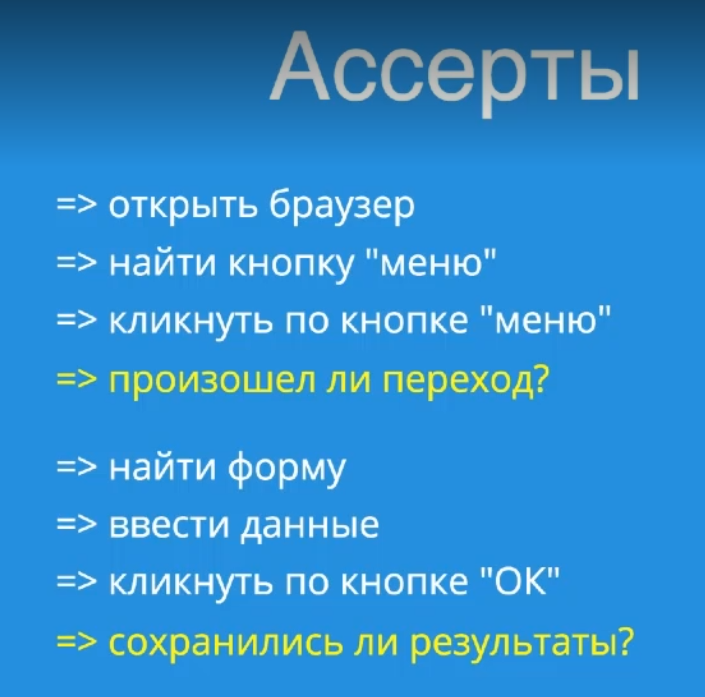 Ассерты
=> открыть браузер
=> найти кнопку "меню"
=> кликнуть по кнопке "меню"
=> произошел ли переход?
=> найти форму
=> ввести данные
=> кликнуть по кнопке "ОК"
=> сохранились ли результаты?